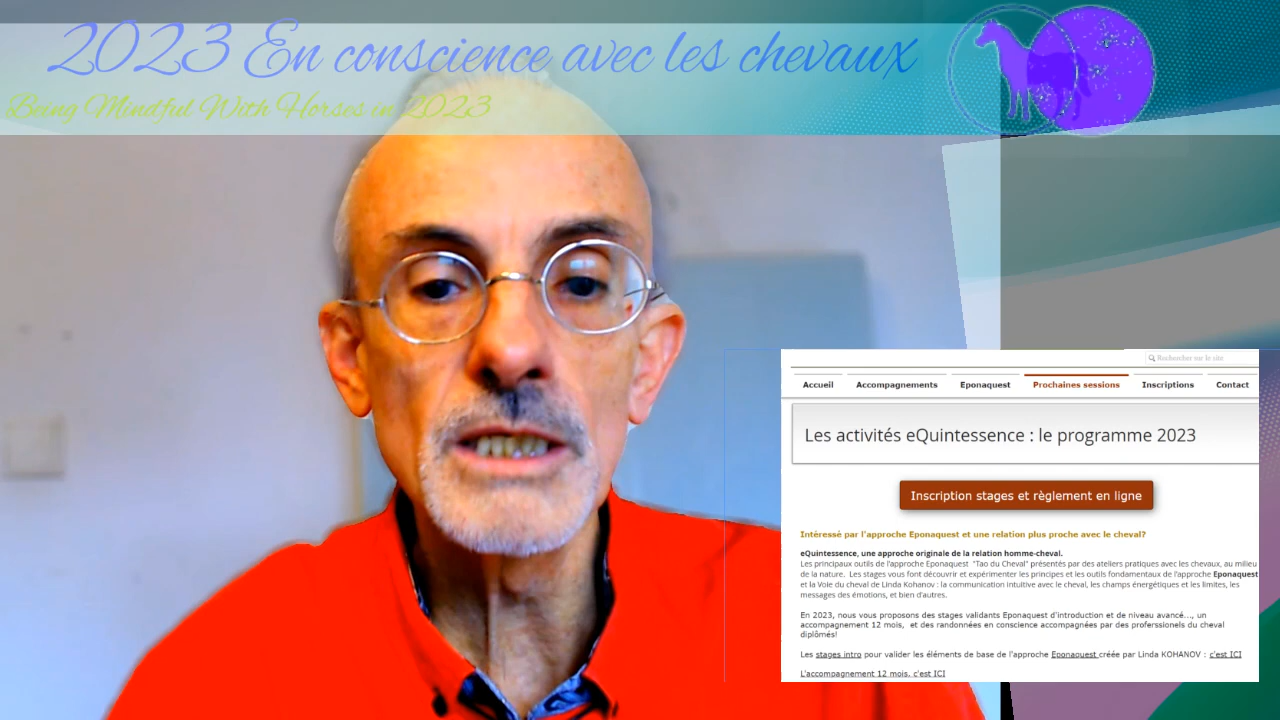 2023 En conscience avec les chevaux
Being Mindful With Horses in 2023
Rechercher sur le site
Accueil Accompagnements Eponaquest Prochaines sessions Inscriptions Contact
Les activités eQuintessence : le programme 2023
Inscription stages et règlement en ligne
Intéressé par l'approche Eponaquest et une relation plus proche avec le cheval?
eQuintessence, une approche originale de la relation homme-cheval.
Les principaux outils de l'approche Eponaquest "Tao du Cheval" présentés par des ateliers pratiques avec les chevaux, au milieu
de la nature. Les stages vous font découvrir et expérimenter les principes et les outils fondamentaux de l'approche Eponaquest
et la Voie du cheval de Linda Kohanov : la communication intuitive avec le cheval, les champs énergétiques et les limites, les
messages des émotions, et bien d'autres.
En 2023, nous vous proposons des stages validants Eponaquest d'introduction et de niveau avancé..., un
accompagnement 12 mois, et des randonnées en conscience accompagnées par des proferssionels du cheval
diplômés!
Les stages intro pour valider les éléments de base de l'approche Eponaquest créée par Linda KOHANOV : c'est ICI
L'accompagnement 12 mois, c'est ICI